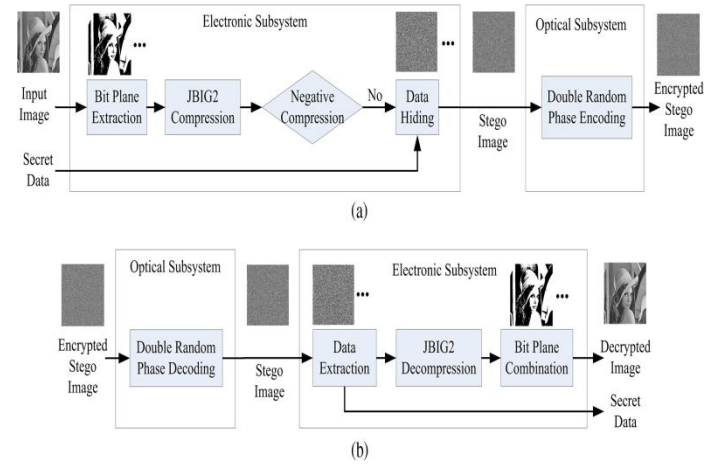 Electronic Subsystem
Optical Subsystem
Input
Image
Bit Plane
Extraction
JBIG2
Compression
Negative
Compression
No
Data
Hiding
Stego
Image
Double Random
Phase Encoding
Encrypted
Stego
Image
Secret
Data
(a)
Optical Subsystem
Electronic Subsystem
Encrypted
Stego
Image
Double Random
Phase Decoding
Stego
Image
Data
Extraction
JBIG2
Decompression
Bit Plane
Combination
Decrypted
Image
Secret
Data
(b)